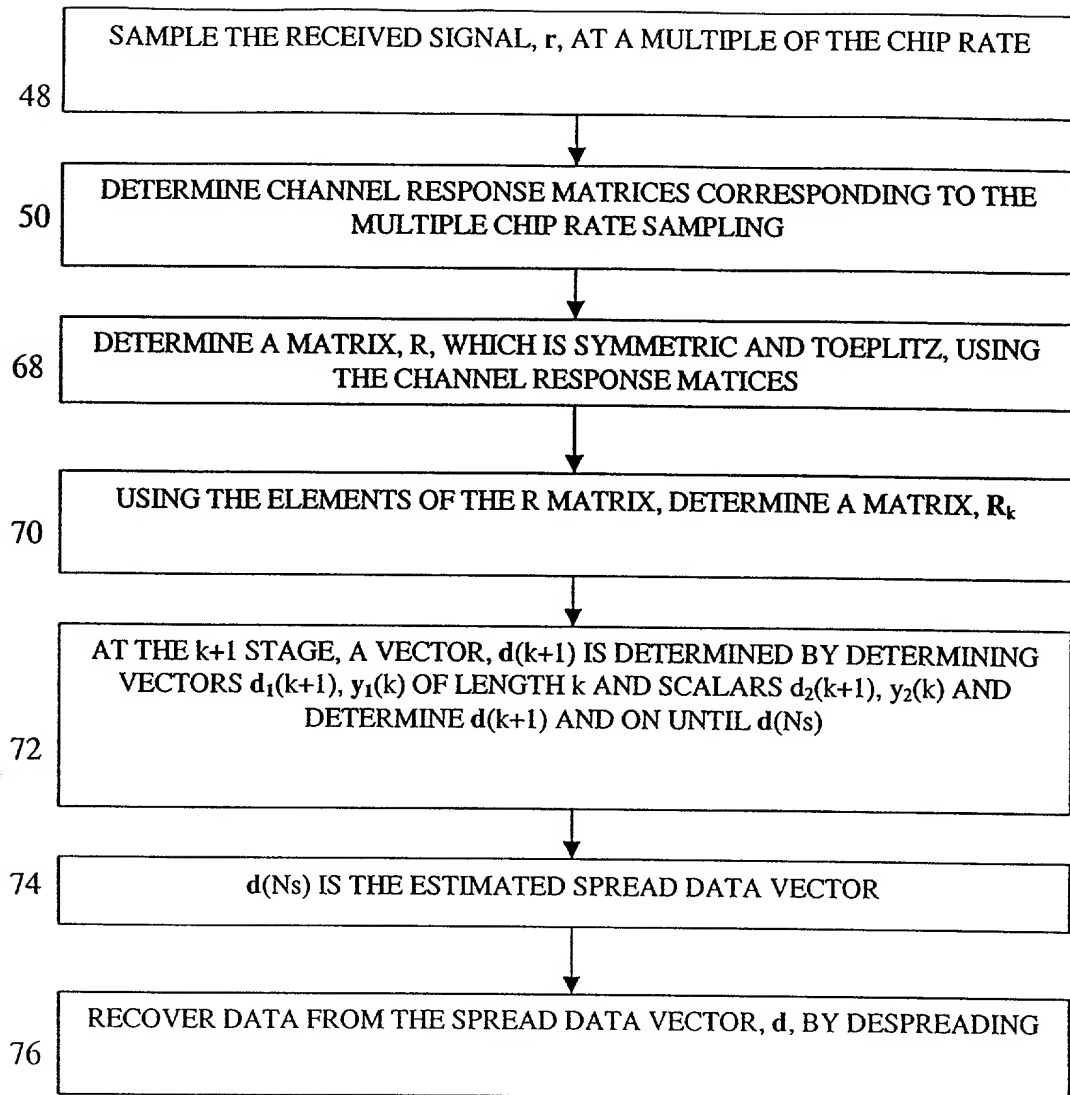 SAMPLE THE RECEIVED SIGNAL, r, AT A MULTIPLE OF THE CHIP RATE
48
DETERMINE CHANNEL RESPONSE MATRICES CORRESPONDING TO THE
MULTIPLE CHIP RATE SAMPLING
50
DETERMINE A MATRIX, R, WHICH IS SYMMETRIC AND TOEPLITZ, USING
THE CHANNEL RESPONSE MATICES
68
USING THE ELEMENTS OF THE R MATRIX, DETERMINE A MATRIX, Rk
70
AT THE k+1 STAGE, A VECTOR, d(k+1) IS DETERMINED BY DETERMINING
VECTORS d1(k+1), y1(k) OF LENGTH k AND SCALARS d2(k+1), y2(k) AND
DETERMINE d(k+1) AND ON UNTIL d(Ns)
72
74
d(Ns) IS THE ESTIMATED SPREAD DATA VECTOR
RECOVER DATA FROM THE SPREAD DATA VECTOR, d, BY DESPREADING
76